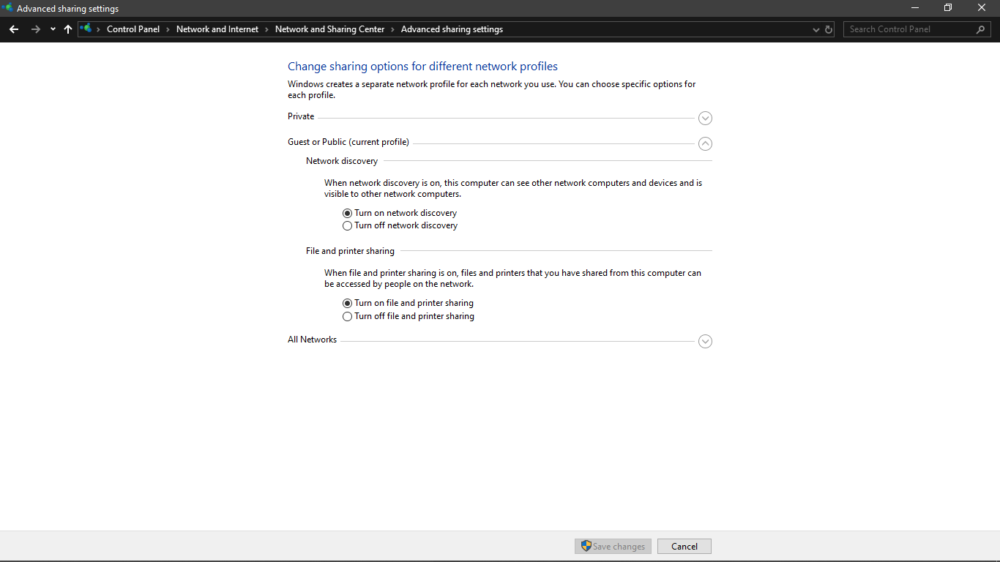 Advanced sharing settings
Control Panel > Network and Internet > Network and Sharing Center > Advanced sharing settings
Search Control Panel
Change sharing options for different network profiles
Windows creates a separate network profile for each network you use. You can choose specific options for
each profile.
Private
Guest or Public (current profile)
Network discovery
When network discovery is on, this computer can see other network computers and devices and is
visible to other network computers.
Turn on network discovery
Turn off network discovery
File and printer sharing
When file and printer sharing is on, files and printers that you have shared from this computer can
be accessed by people on the network.
Turn on file and printer sharing
Turn off file and printer sharing
All Networks
Save changes
Cancel